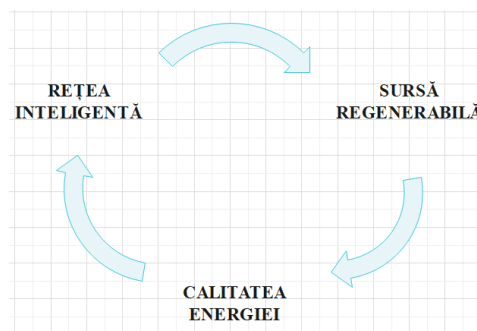 REȚEA
INTELIGENTĂ
SURSĂ
REGENERABILĂ
CALITATEA
ENERGIEI